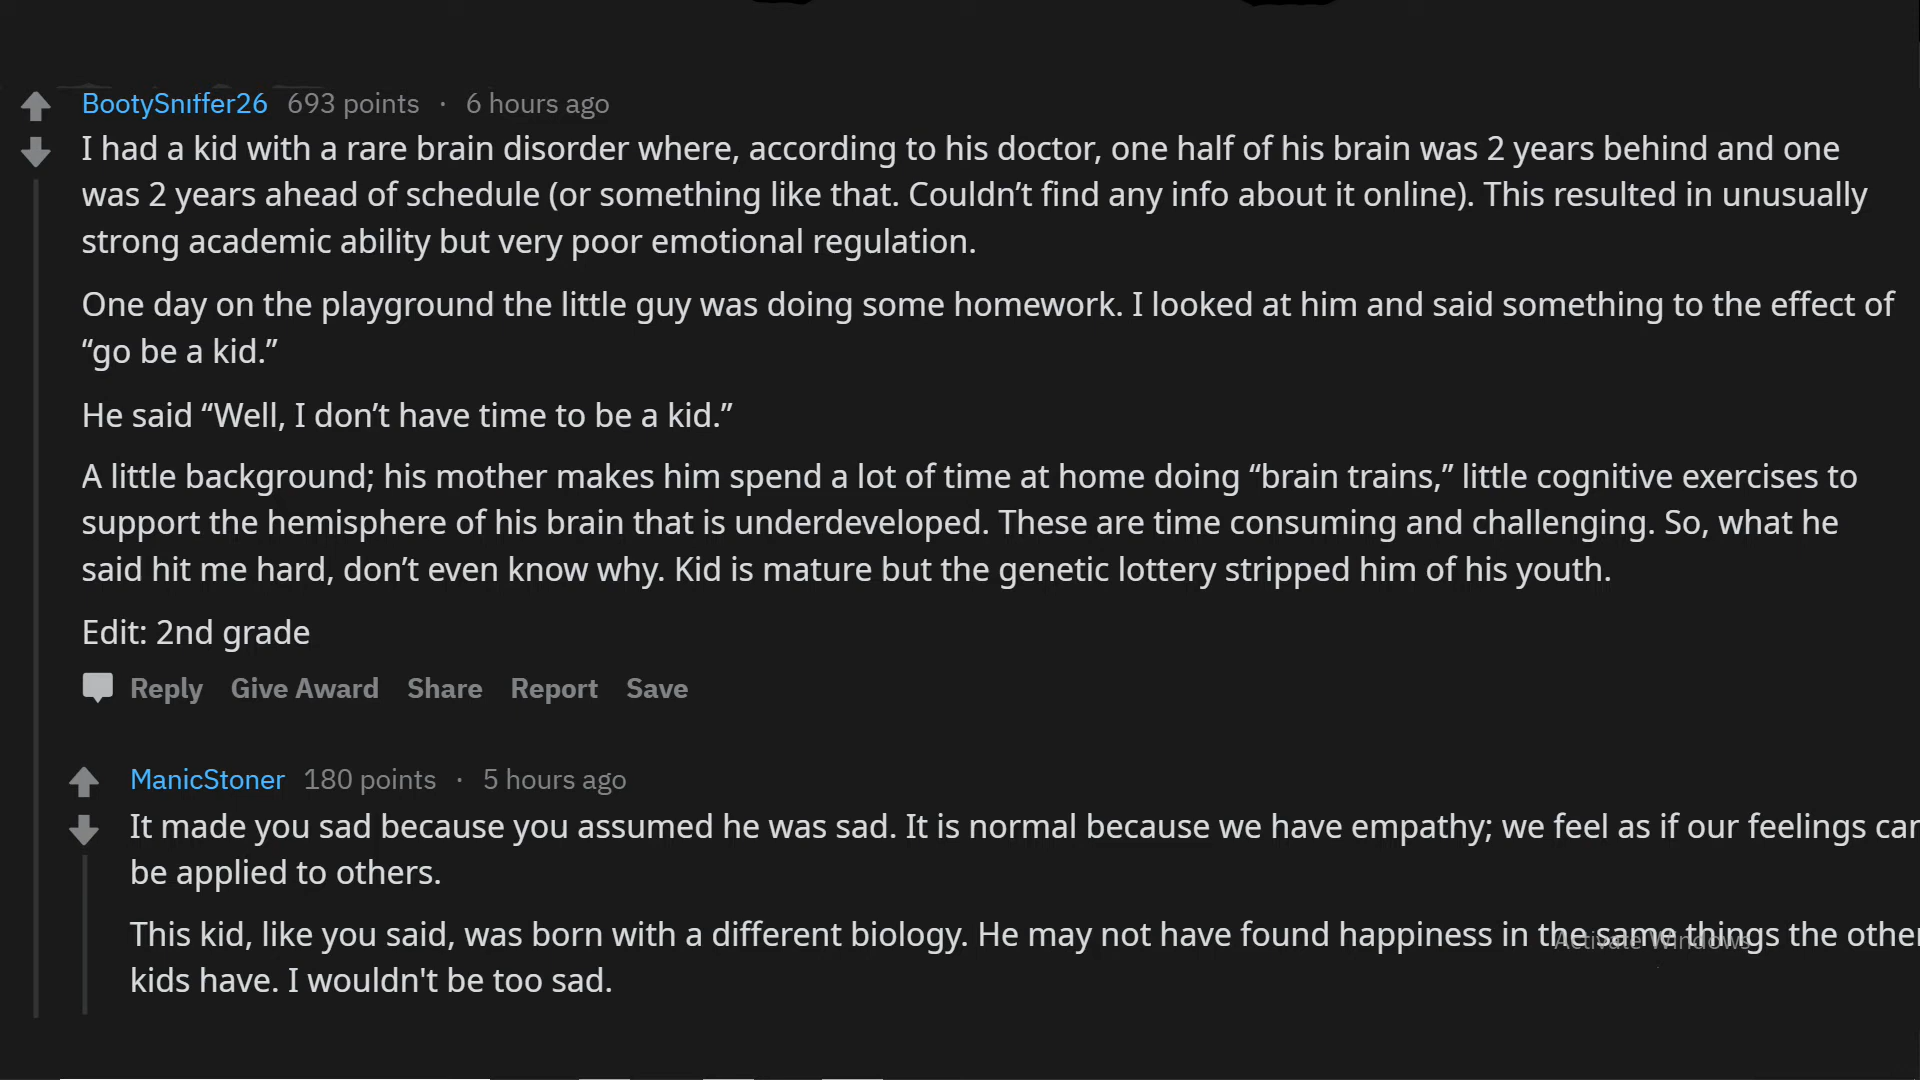 BootySniffer26 693 points · 6 hours ago
I had a kid with a rare brain disorder where, according to his doctor, one half of his brain was 2 years behind and one
was 2 years ahead of schedule (or something like that. Couldn’t find any info about it online). This resulted in unusually
strong academic ability but very poor emotional regulation.
One day on the playground the little guy was doing some homework. I looked at him and said something to the effect of
“go be a kid.”
He said “Well, I don’t have time to be a kid.”
A little background; his mother makes him spend a lot of time at home doing “brain trains,” little cognitive exercises to
support the hemisphere of his brain that is underdeveloped. These are time consuming and challenging. So, what he
said hit me hard, don’t even know why. Kid is mature but the genetic lottery stripped him of his youth.
Edit: 2nd grade
Reply Give Award Share Report Save
ManicStoner 180 points · 5 hours ago
It made you sad because you assumed he was sad. It is normal because we have empathy; we feel as if our feelings can
be applied to others.
This kid, like you said, was born with a different biology. He may not have found happiness in the same things the other
kids have. I wouldn't be too sad.
Activate Windows